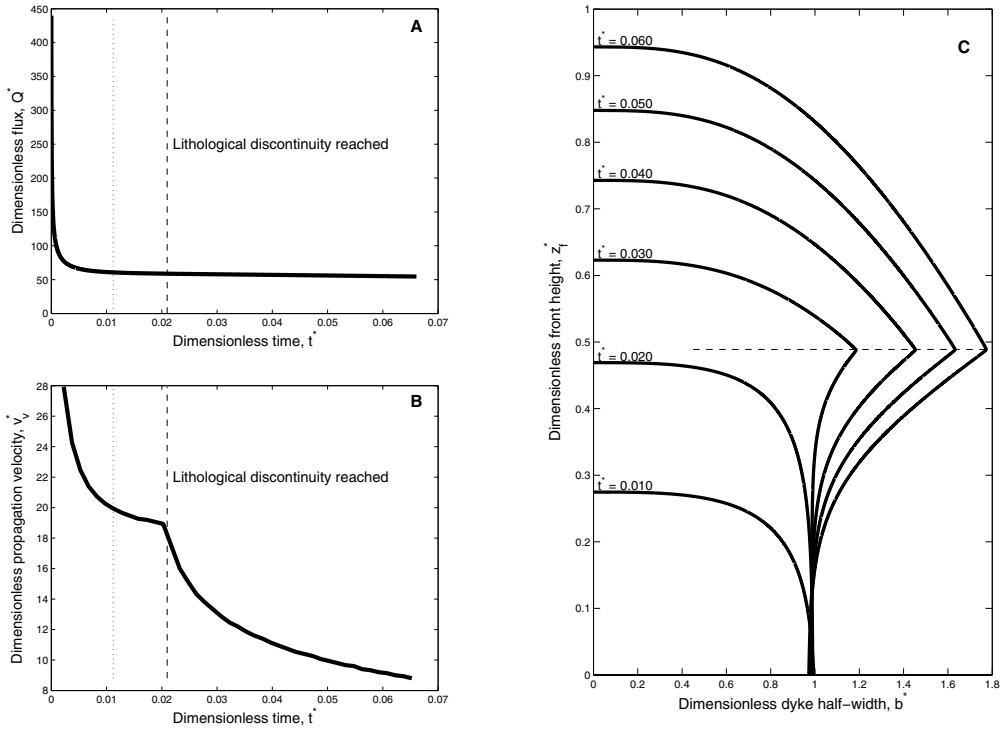 A
Dimensionless flux, Q*
450
400
350
300
250
200
150
100
50
0
Lithological discontinuity reached
0 0.01 0.02 0.03 0.04 0.05 0.06 0.07
Dimensionless time, t*
B
Dimensionless propagation velocity, v*v
28
26
24
22
20
18
16
14
12
10
8
Lithological discontinuity reached
0 0.01 0.02 0.03 0.04 0.05 0.06 0.07
Dimensionless time, t*
C
Dimensionless front height, z*f
1
0.9
0.8
0.7
0.6
0.5
0.4
0.3
0.2
0.1
0
t* = 0.060
t* = 0.050
t* = 0.040
t* = 0.030
t* = 0.020
t* = 0.010
0 0.2 0.4 0.6 0.8 1 1.2 1.4 1.6 1.8
Dimensionless dyke half−width, b*